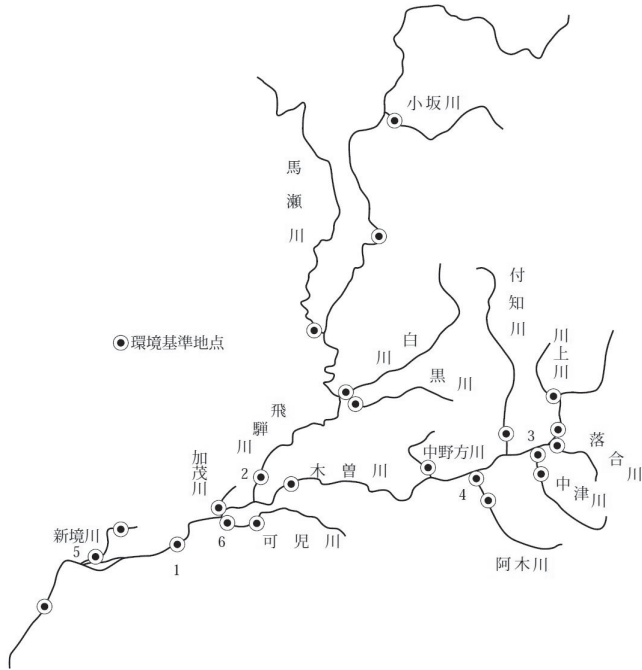 小坂川
馬瀬川
付知川
白川
川上川
環境基準地点
黒川
飛騨川
落合川
3
中野方川
加茂川
2
木曽川
中津川
4
新境川
5
6
可児川
1
阿木川